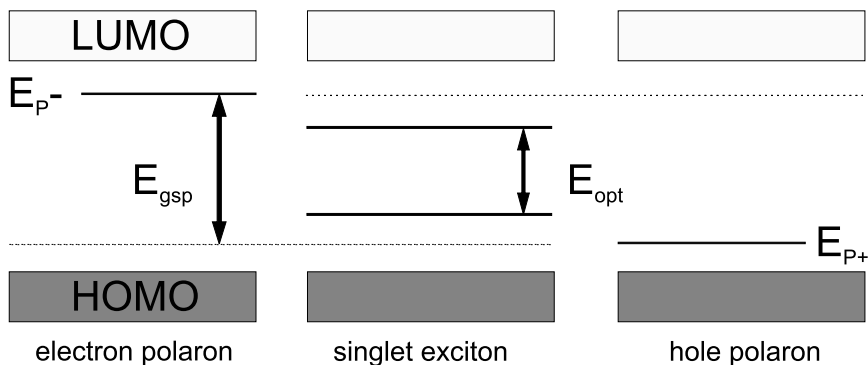 LUMO
E_P-
E_gsp
E_opt
E_P+
HOMO
electron polaron
singlet exciton
hole polaron